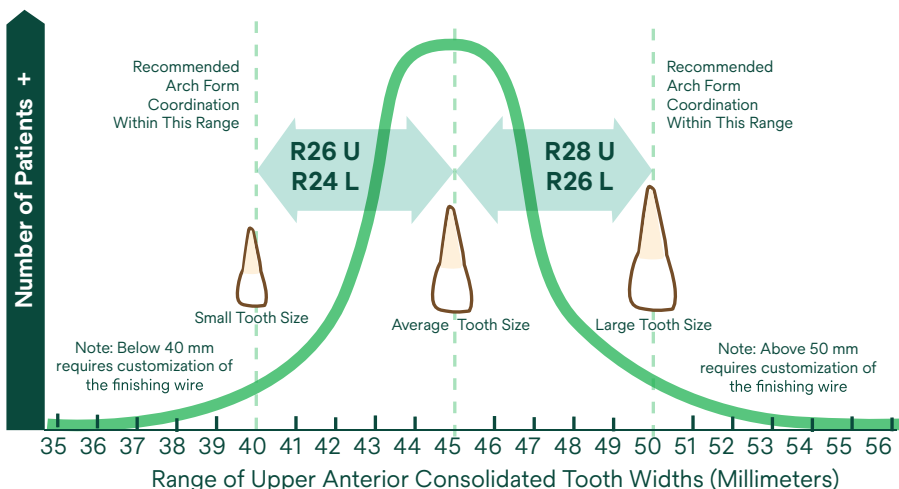 Number of Patients +
Recommended
Arch Form
Coordination
Within This Range
Recommended
Arch Form
Coordination
Within This Range
R26 U
R24 L
R28 U
R26 L
Small Tooth Size
Average Tooth Size
Large Tooth Size
Note: Below 40 mm
requires customization of
the finishing wire
Note: Above 50 mm
requires customization of
the finishing wire
35 36 37 38 39 40 41 42 43 44 45 46 47 48 49 50 51 52 53 54 55 56
Range of Upper Anterior Consolidated Tooth Widths (Millimeters)